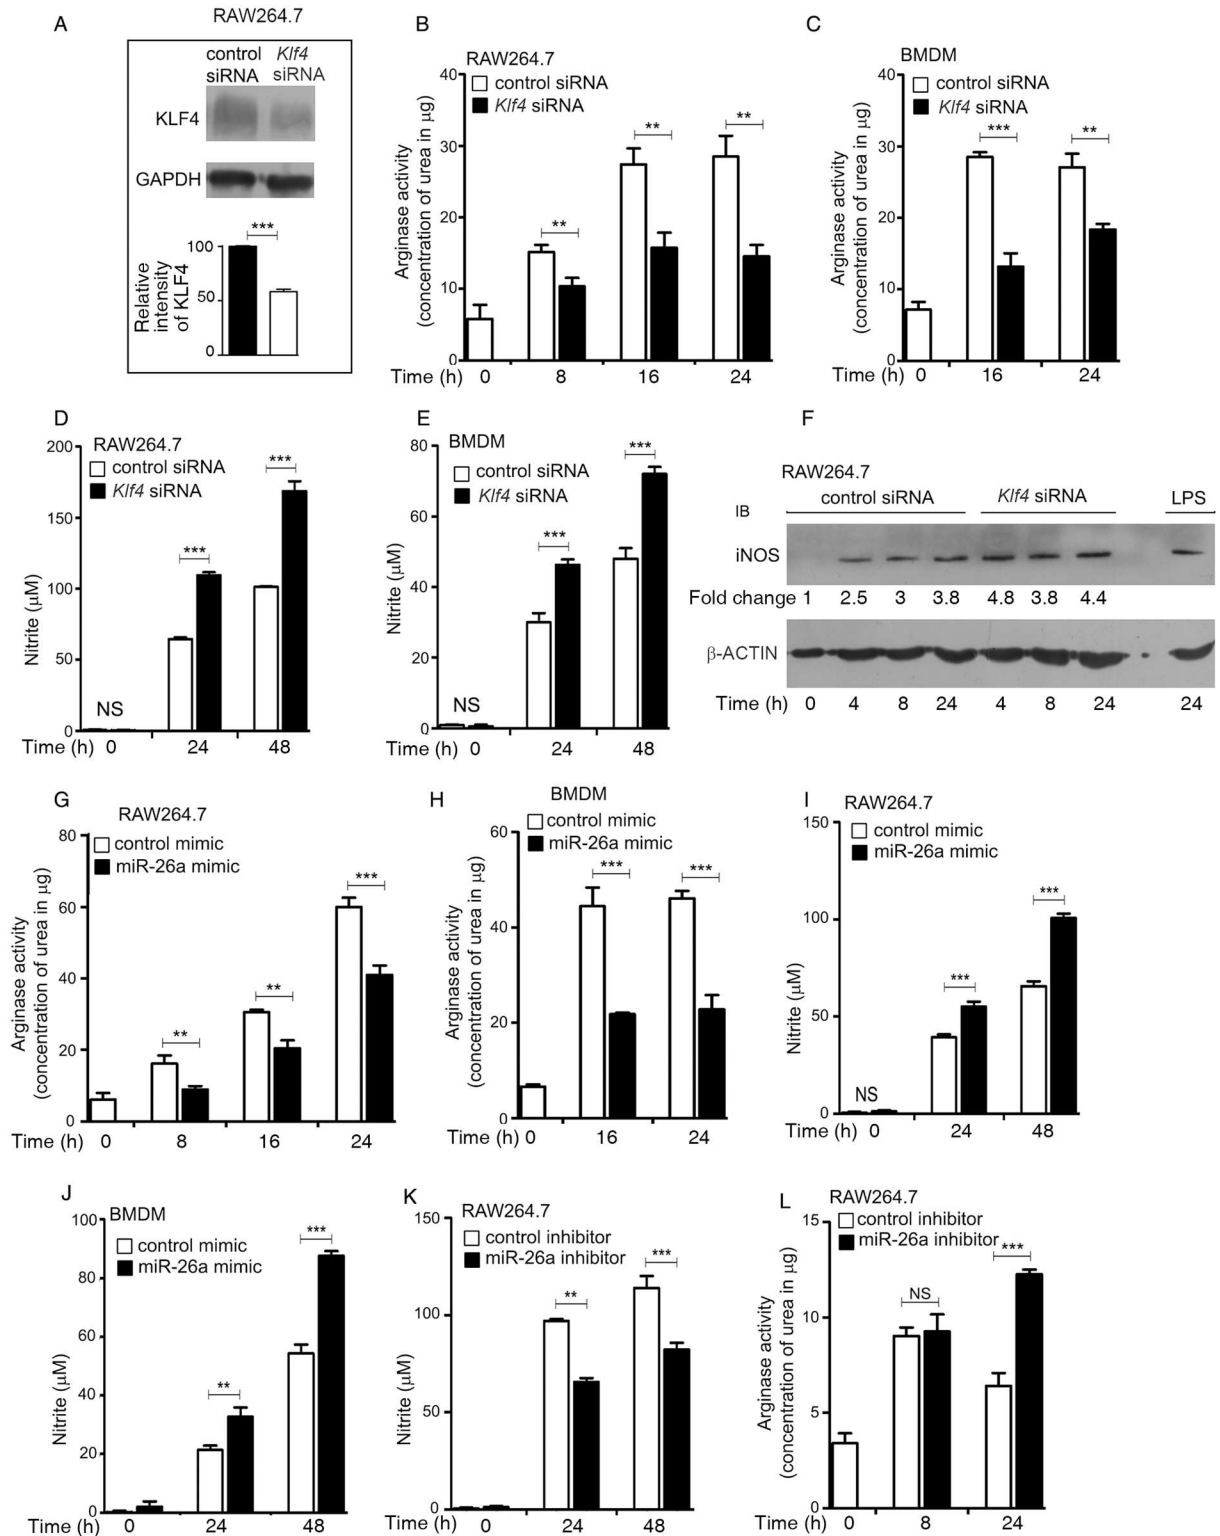 A
RAW264.7
control Klf4
siRNA siRNA
KLF4
GAPDH
***
100
50
0
Relative
intensity
of KLF4
B
RAW264.7
control siRNA
Klf4 siRNA
40
30
20
10
0
Arginase activity
(concentration of urea in μg)
**
**
**
Time (h) 0 8 16 24
C
BMDM
control siRNA
Klf4 siRNA
40
30
20
10
0
Arginase activity
(concentration of urea in μg)
***
**
Time (h) 0 16 24
D
RAW264.7
control siRNA
Klf4 siRNA
200
150
100
50
0
Nitrite (μM)
NS
***
***
Time (h) 0 24 48
E
BMDM
control siRNA
Klf4 siRNA
80
60
40
20
0
Nitrite (μM)
NS
***
***
Time (h) 0 24 48
F
RAW264.7
control siRNA Klf4 siRNA LPS
IB
iNOS
Fold change 1 2.5 3 3.8 4.8 3.8 4.4
β-ACTIN
Time (h) 0 4 8 24 4 8 24 24
G
RAW264.7
control mimic
miR-26a mimic
80
60
40
20
0
Arginase activity
(concentration of urea in μg)
**
**
***
Time (h) 0 8 16 24
H
BMDM
control mimic
miR-26a mimic
60
40
20
0
Arginase activity
(concentration of urea in μg)
***
***
Time (h) 0 16 24
I
RAW264.7
control mimic
miR-26a mimic
150
100
50
0
Nitrite (μM)
NS
***
***
Time (h) 0 24 48
J
BMDM
control mimic
miR-26a mimic
100
80
60
40
20
0
Nitrite (μM)
**
***
Time (h) 0 24 48
K
RAW264.7
control inhibitor
miR-26a inhibitor
150
100
50
0
Nitrite (μM)
**
***
Time (h) 0 24 48
L
RAW264.7
control inhibitor
miR-26a inhibitor
15
10
5
0
Arginase activity
(concentration of urea in μg)
NS
***
Time (h) 0 8 24